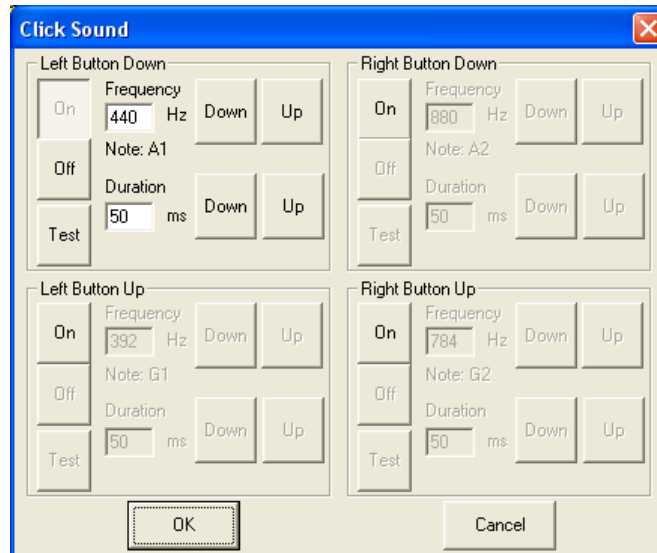 Click Sound
Left Button Down
On
Frequency
440 Hz
Down
Up
Off
Note: A1
Duration
50 ms
Down
Up
Test
Right Button Down
On
Frequency
880 Hz
Down
Up
Off
Note: A2
Duration
50 ms
Down
Up
Test
Left Button Up
On
Frequency
392 Hz
Down
Up
Off
Note: G1
Duration
50 ms
Down
Up
Test
Right Button Up
On
Frequency
784 Hz
Down
Up
Off
Note: G2
Duration
50 ms
Down
Up
Test
OK
Cancel